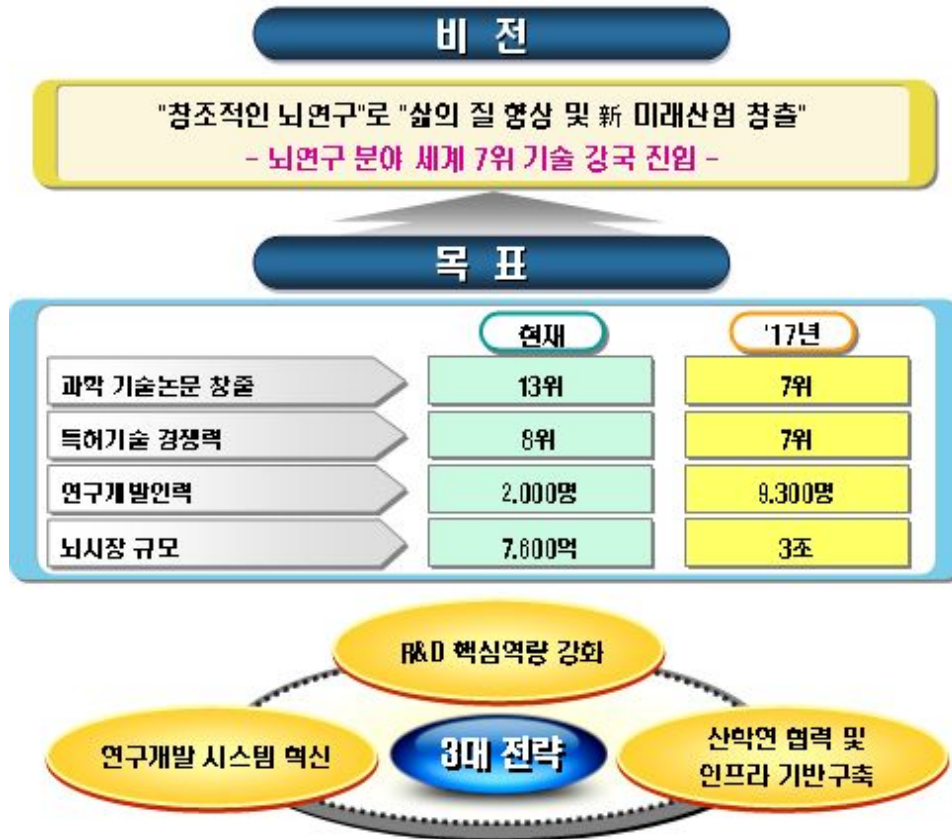 비 전
"창조적인 뇌연구"로 "삶의 질 향상 및 新 미래산업 창출"
- 뇌연구 분야 세계 7위 기술 강국 진입 -
목 표
현재 '17년
과학 기술논문 창출 13위 7위
특허기술 경쟁력 8위 7위
연구개발인력 2.000명 9.300명
뇌시장 규모 7.600억 3조
R&D 핵심역량 강화
연구개발 시스템 혁신
3대 전략
산학연 협력 및
인프라 기반구축